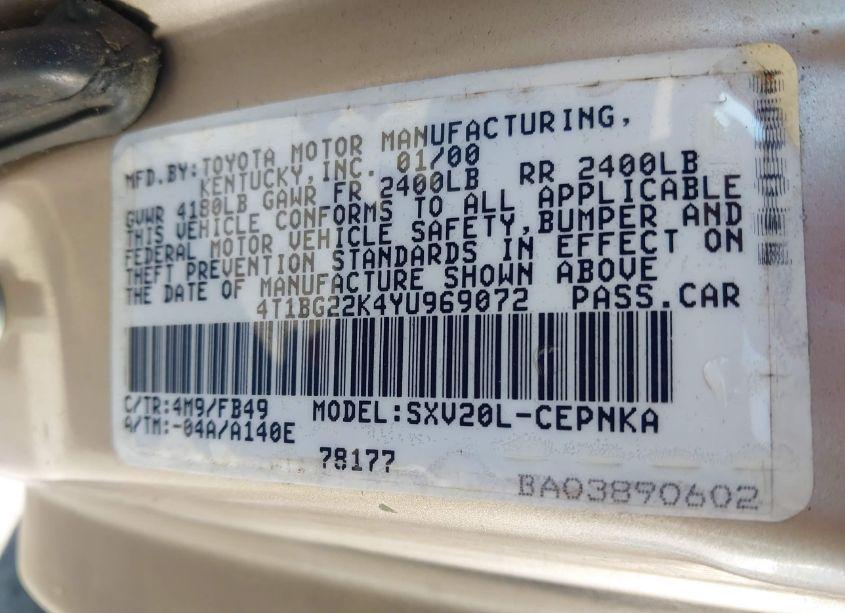 MFD.BY:TOYOTA MOTOR MANUFACTURING,
KENTUCKY,INC. 01/00
GVWR 4180LB GAWR FR 2400LB RR 2400LB
THIS VEHICLE CONFORMS TO ALL APPLICABLE
FEDERAL MOTOR VEHICLE SAFETY,BUMPER AND
THEFT PREVENTION STANDARDS IN EFFECT ON
THE DATE OF MANUFACTURE SHOWN ABOVE
4T1BG22K4YU969072 PASS.CAR
C/TR:4M9/FB49 MODEL:SXV20L-CEPNKA
A/TM:-04A/A140E
78177
BA03890602